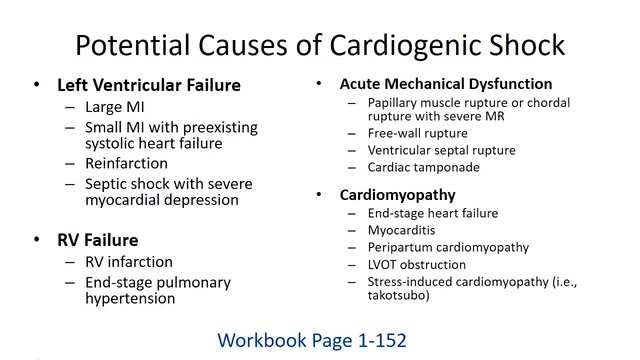 Potential Causes of Cardiogenic Shock
• Left Ventricular Failure
– Large MI
– Small MI with preexisting
systolic heart failure
– Reinfarction
– Septic shock with severe
myocardial depression
• RV Failure
– RV infarction
– End-stage pulmonary
hypertension
• Acute Mechanical Dysfunction
– Papillary muscle rupture or chordal
rupture with severe MR
– Free-wall rupture
– Ventricular septal rupture
– Cardiac tamponade
• Cardiomyopathy
– End-stage heart failure
– Myocarditis
– Peripartum cardiomyopathy
– LVOT obstruction
– Stress-induced cardiomyopathy (i.e.,
takotsubo)
Workbook Page 1-152